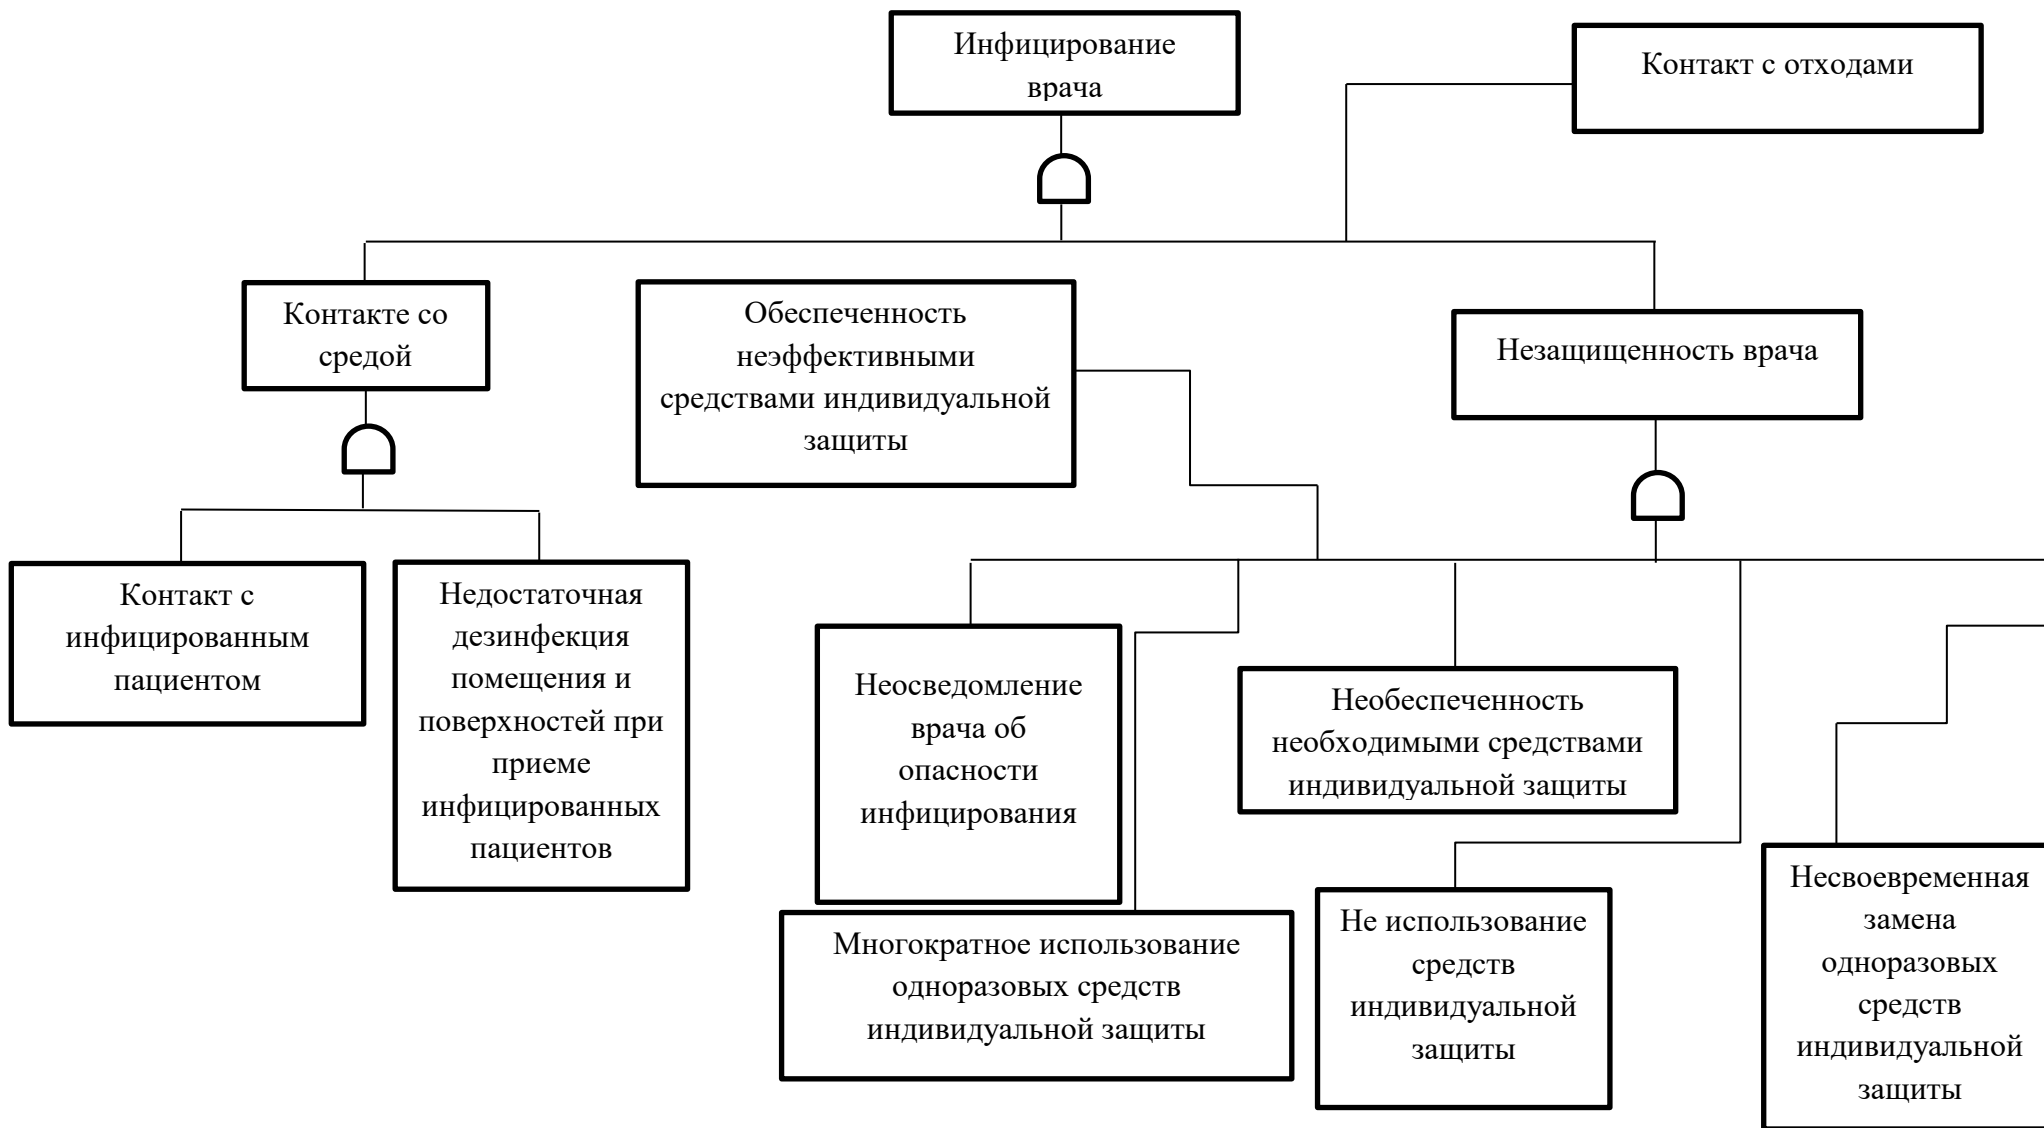 Инфицирование
врача
Контакт с отходами
Контакте со
средой
Обеспеченность
неэффективными
средствами индивидуальной
защиты
Незащищенность врача
Контакт с
инфицированным
пациентом
Недостаточная
дезинфекция
помещения и
поверхностей при
приеме
инфицированных
пациентов
Неосведомление
врача об
опасности
инфицирования
Необеспеченность
необходимыми средствами
индивидуальной защиты
Многократное использование
одноразовых средств
индивидуальной защиты
Не использование
средств
индивидуальной
защиты
Несвоевременная
замена
одноразовых
средств
индивидуальной
защиты